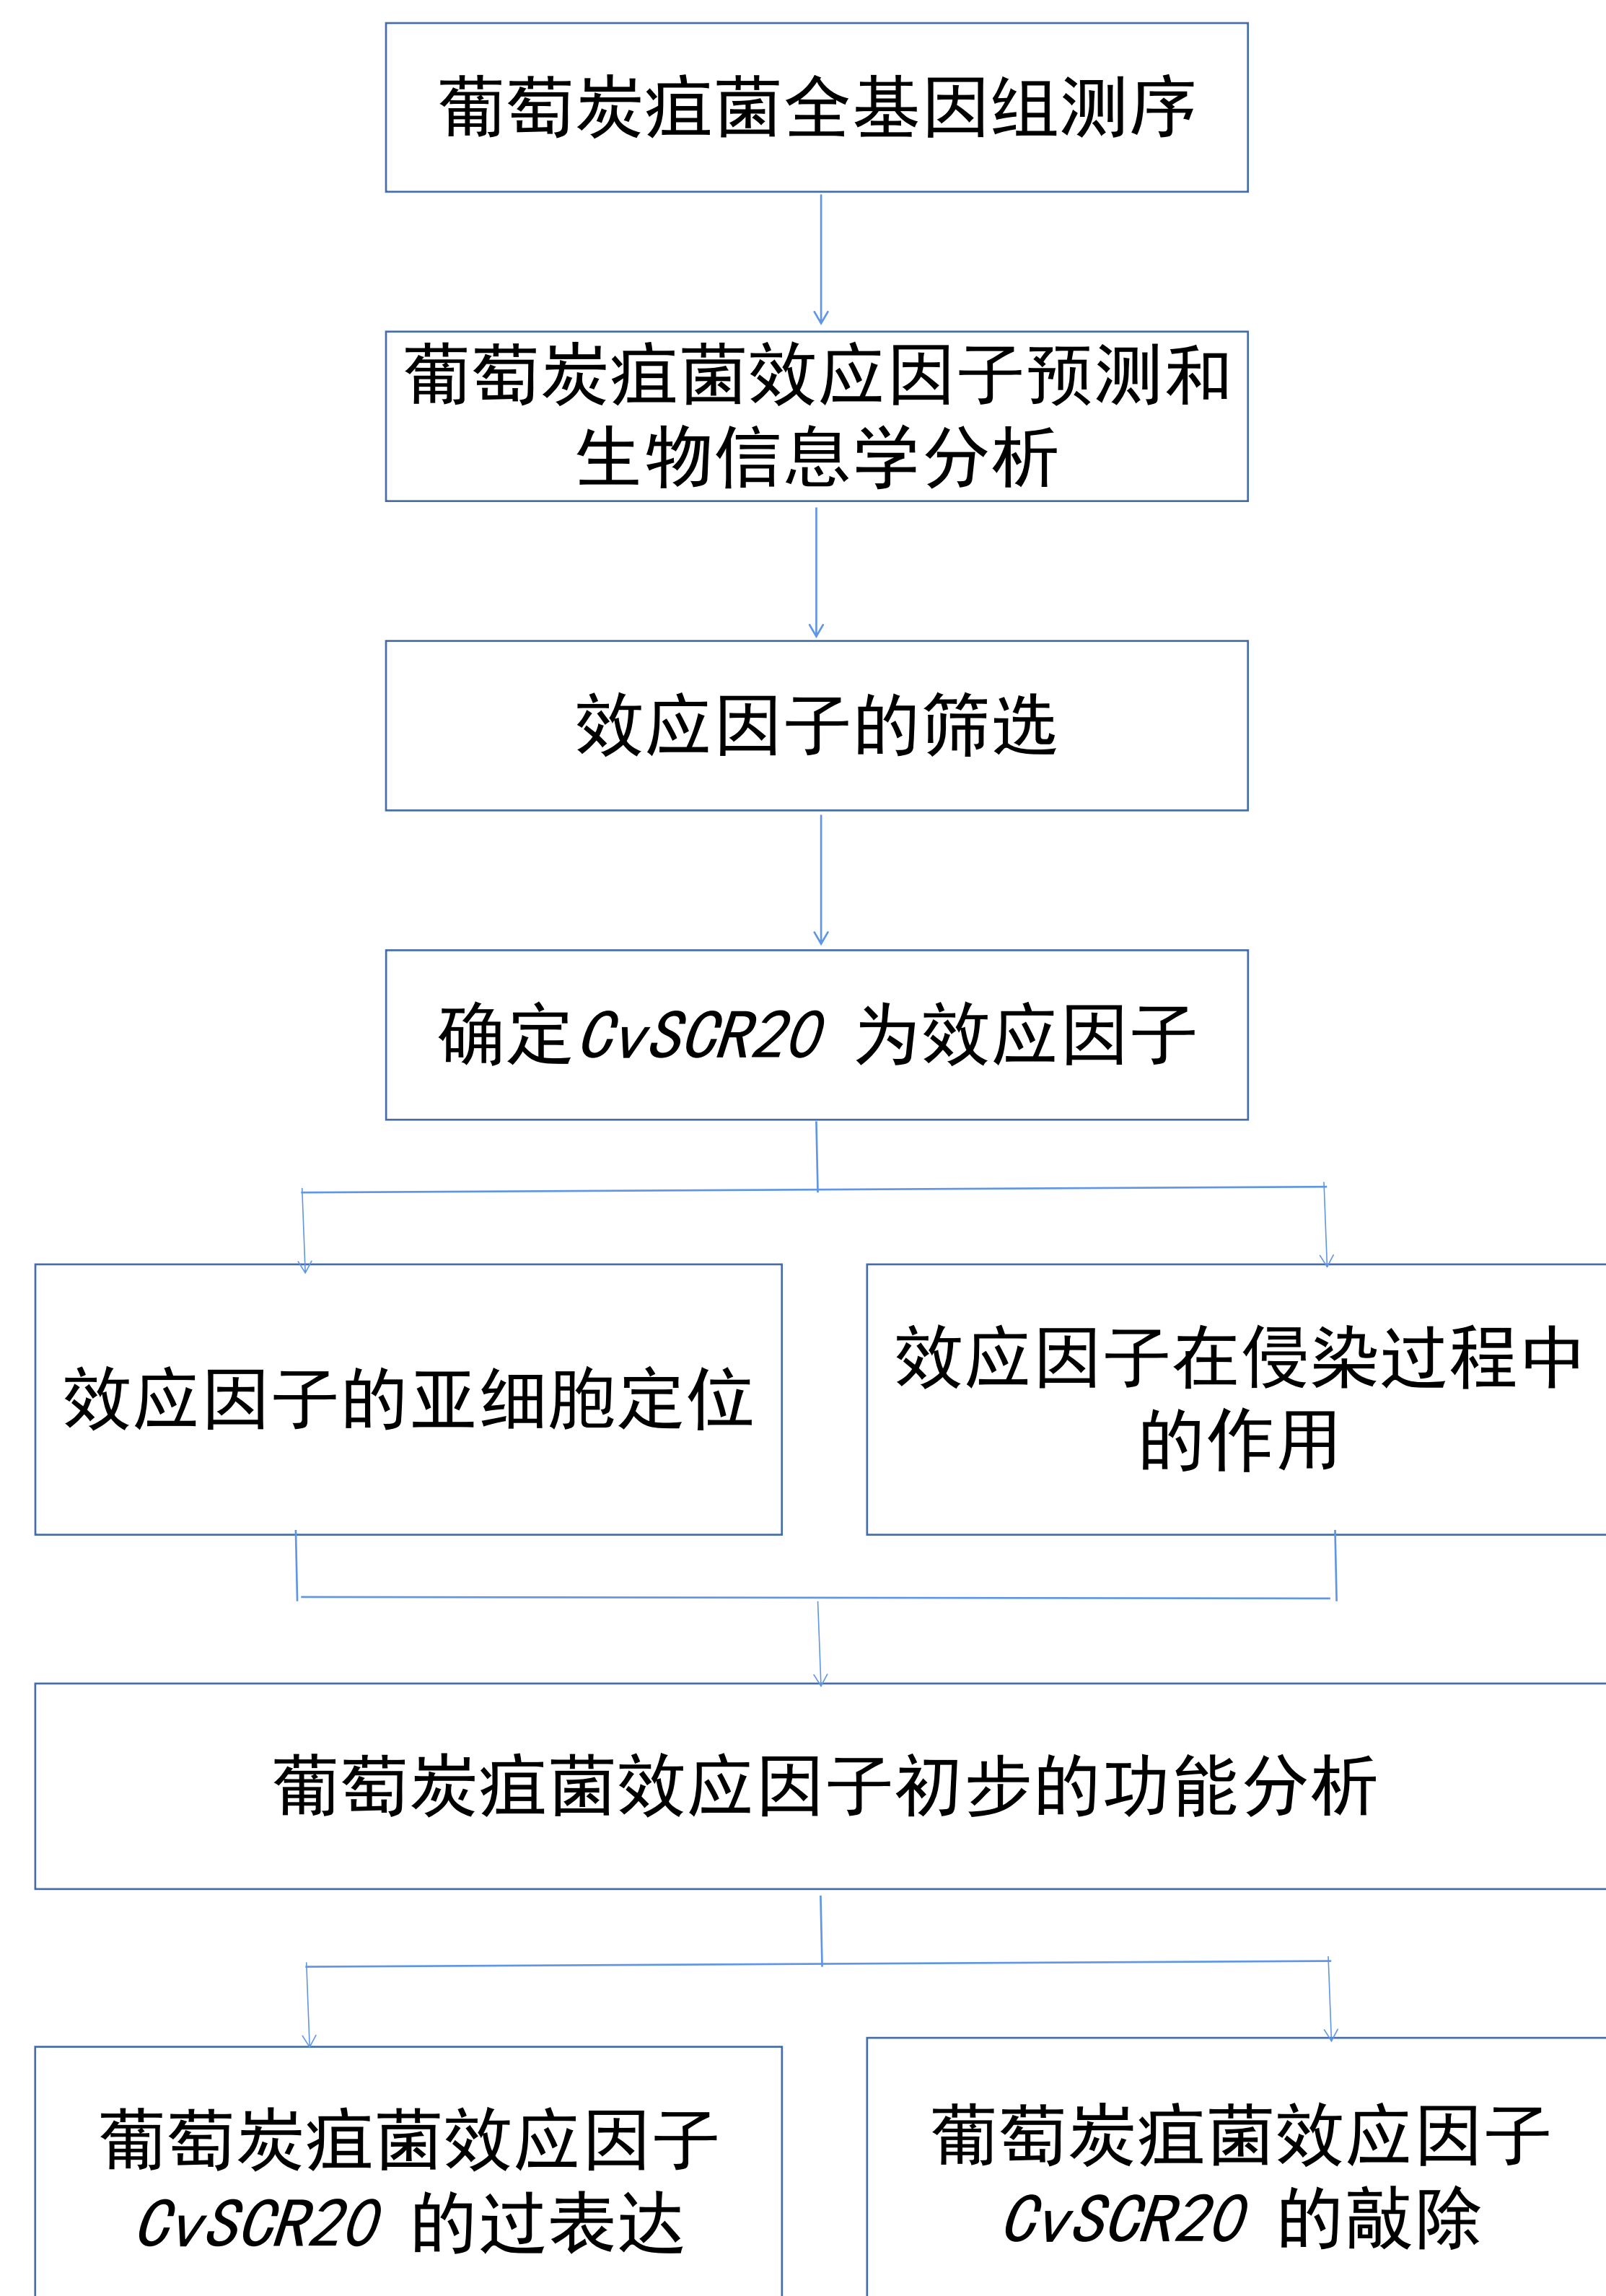 葡萄炭疽菌全基因组测序
葡萄炭疽菌效应因子预测和
生物信息学分析
效应因子的筛选
确定CvSCR20 为效应因子
效应因子的亚细胞定位
效应因子在侵染过程中
的作用
葡萄炭疽菌效应因子初步的功能分析
葡萄炭疽菌效应因子
CvSCR20 的过表达
葡萄炭疽菌效应因子
CvSCR20 的敲除